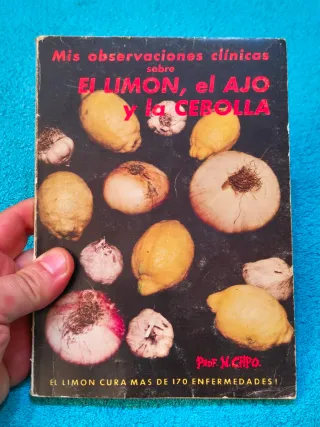 Mis observaciones clínicas
sobre
EL LIMON, el AJO
y la CEBOLLA
PROF. N. CAPO.
EL LIMON CURA MAS DE 170 ENFERMEDADES!